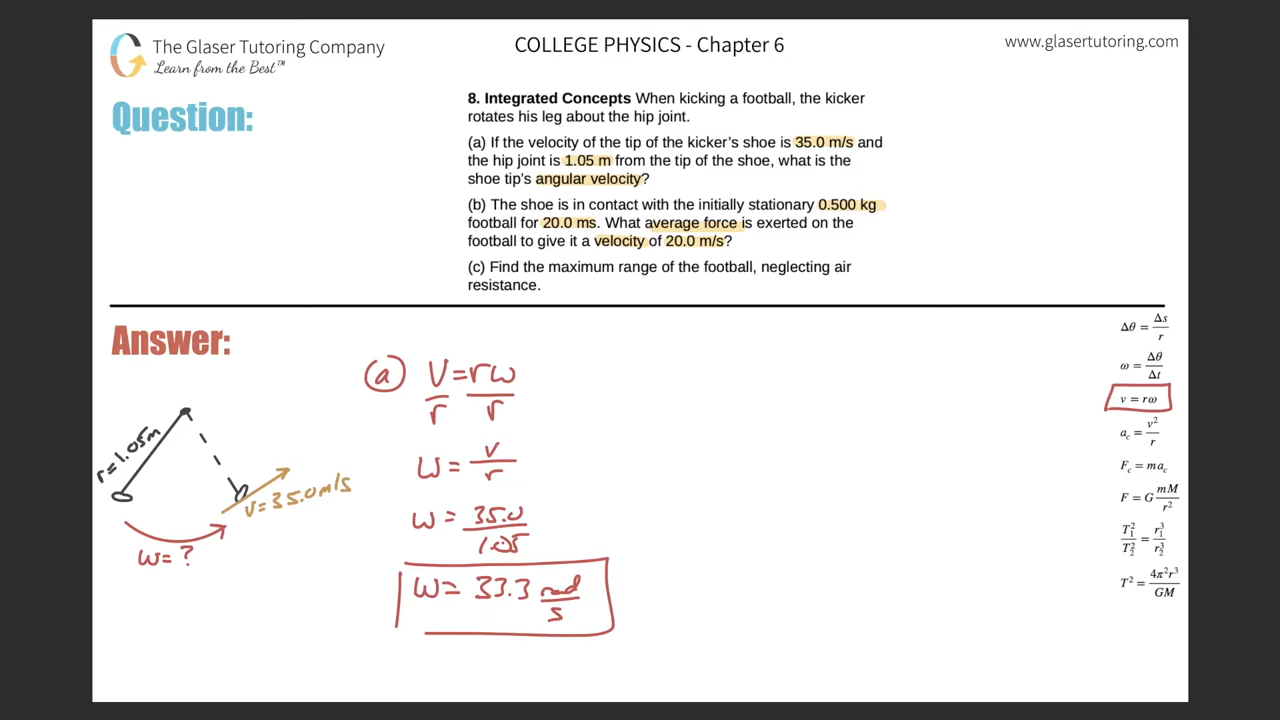 The Glaser Tutoring Company
Learn from the Best™
COLLEGE PHYSICS - Chapter 6
www.glasertutoring.com
Question:
8. Integrated Concepts When kicking a football, the kicker
rotates his leg about the hip joint.
(a) If the velocity of the tip of the kicker's shoe is 35.0 m/s and
the hip joint is 1.05 m from the tip of the shoe, what is the
shoe tip's angular velocity?
(b) The shoe is in contact with the initially stationary 0.500 kg
football for 20.0 ms. What average force is exerted on the
football to give it a velocity of 20.0 m/s?
(c) Find the maximum range of the football, neglecting air
resistance.
Answer:
r=1.05m
V=35.0m/s
ω=?
(a) V=rω
r r
ω = v/r
ω = 35.0/1.05
ω = 33.3 rad/s
Δθ = Δs/r
ω = Δθ/Δt
v = rω
a_c = v²/r
F_c = ma_c
F = G mM/r²
T₁²/T₂² = r₁³/r₂³
T² = 4π²r³/GM